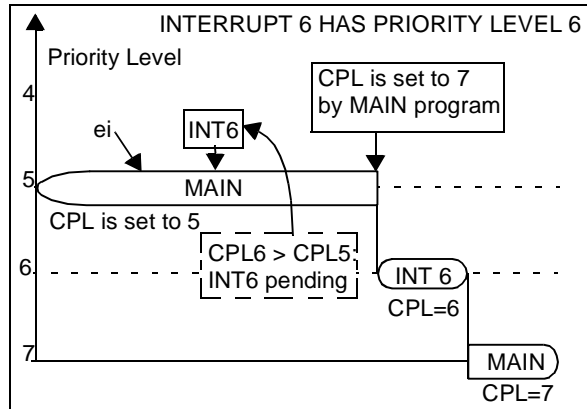 INTERRUPT 6 HAS PRIORITY LEVEL 6
Priority Level
CPL is set to 7
by MAIN program
4
ei
INT6
5
MAIN
CPL is set to 5
CPL6 > CPL5:
INT6 pending
6
INT 6
CPL=6
7
MAIN
CPL=7